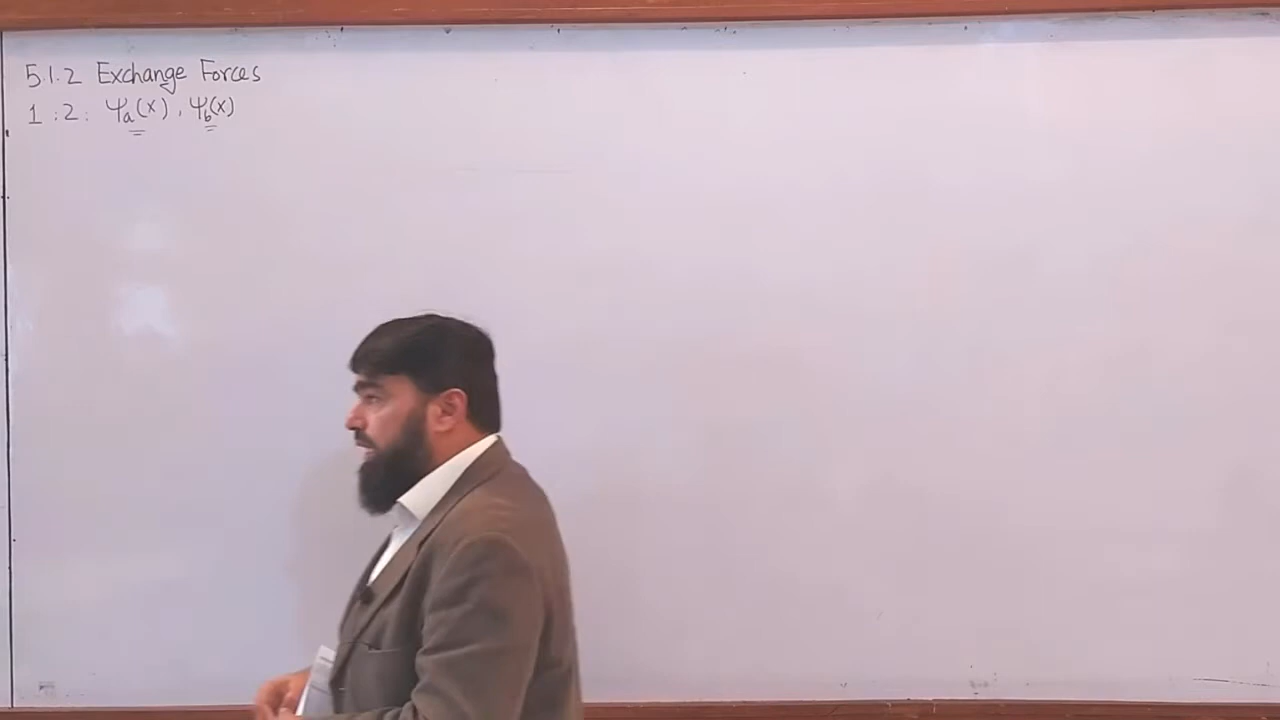 5.1.2 Exchange Forces
1 : 2 : Ψa(x) , Ψb(x)